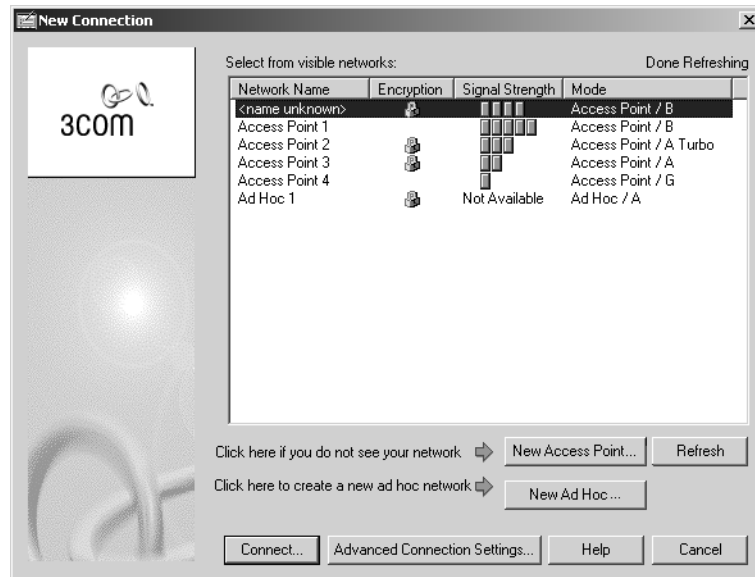 New Connection
3com
Select from visible networks: Done Refreshing
Network Name Encryption Signal Strength Mode
<name unknown> Access Point / B
Access Point 1 Access Point / B
Access Point 2 Access Point / A Turbo
Access Point 3 Access Point / A
Access Point 4 Access Point / G
Ad Hoc 1 Not Available Ad Hoc / A
Click here if you do not see your network New Access Point... Refresh
Click here to create a new ad hoc network New Ad Hoc ...
Connect... Advanced Connection Settings... Help Cancel